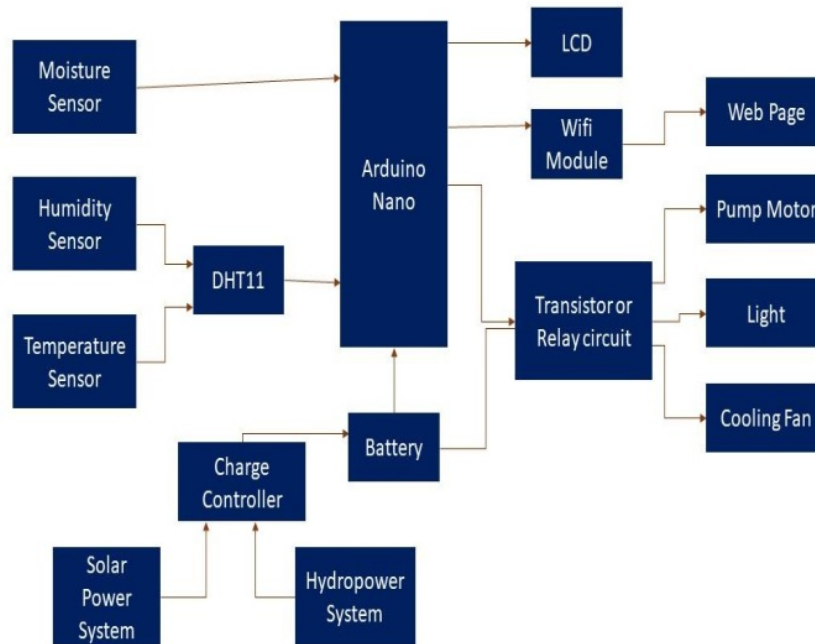 Moisture
Sensor
Humidity
Sensor
Temperature
Sensor
DHT11
Arduino
Nano
LCD
Wifi
Module
Web Page
Pump Motor
Transistor or
Relay circuit
Light
Cooling Fan
Battery
Charge
Controller
Solar
Power
System
Hydropower
System